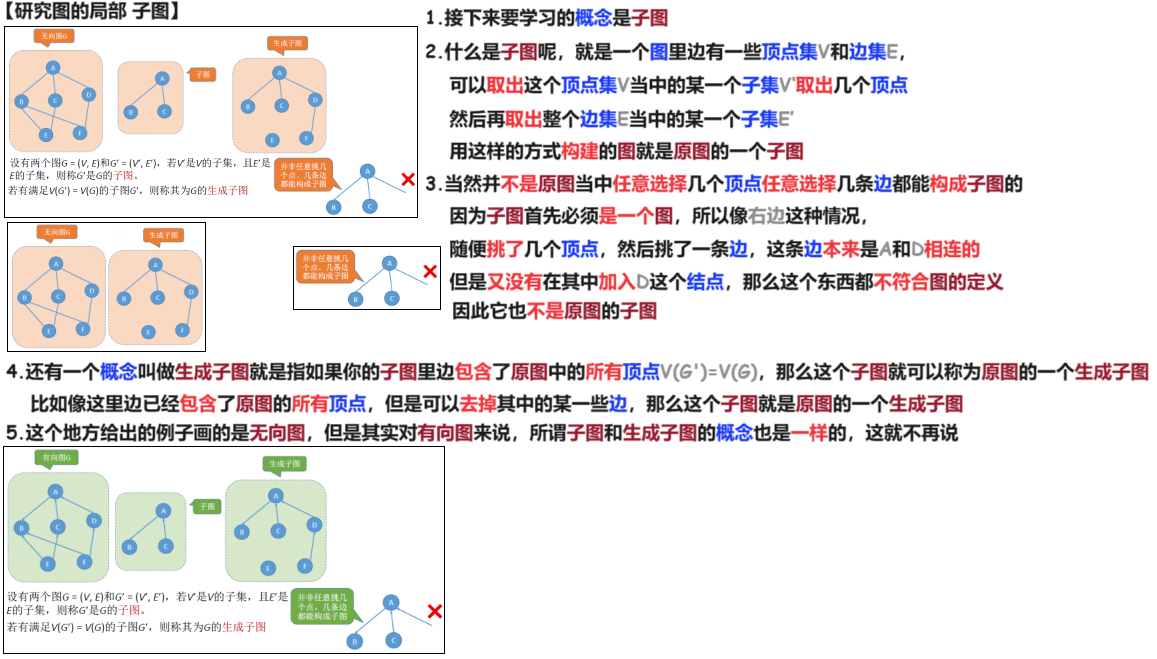 【研究图的局部 子图】
无向图G
生成子图
子图
A
B
C
D
E
F
A
B
C
A
B
C
D
E
F
设有两个图G = (V, E)和G' = (V', E')，若V'是V的子集，且E'是
E的子集，则称G'是G的子图。
若有满足V(G') = V(G)的子图G'，则称其为G的生成子图
并非任意挑几
个点、几条边
都能构成子图
A
B
C
无向图G
生成子图
A
B
C
D
E
F
A
B
C
D
E
F
并非任意挑几
个点、几条边
都能构成子图
A
B
C
1.接下来要学习的概念是子图
2.什么是子图呢，就是一个图里边有一些顶点集V和边集E，
可以取出这个顶点集V当中的某一个子集V'取出几个顶点
然后再取出整个边集E当中的某一个子集E'
用这样的方式构建的图就是原图的一个子图
3.当然并不是原图当中任意选择几个顶点任意选择几条边都能构成子图的
因为子图首先必须是一个图，所以像右边这种情况，
随便挑了几个顶点，然后挑了一条边，这条边本来是A和D相连的
但是又没有在其中加入D这个结点，那么这个东西都不符合图的定义
因此它也不是原图的子图
4.还有一个概念叫做生成子图就是指如果你的子图里边包含了原图中的所有顶点V(G')=V(G)，那么这个子图就可以称为原图的一个生成子图
比如像这里边已经包含了原图的所有顶点，但是可以去掉其中的某一些边，那么这个子图就是原图的一个生成子图
5.这个地方给出的例子画的是无向图，但是其实对有向图来说，所谓子图和生成子图的概念也是一样的，这就不再说
有向图G
生成子图
子图
A
B
C
D
E
F
A
B
C
A
B
C
D
E
F
设有两个图G = (V, E)和G' = (V', E')，若V'是V的子集，且E'是
E的子集，则称G'是G的子图。
若有满足V(G') = V(G)的子图G'，则称其为G的生成子图
并非任意挑几
个点、几条边
都能构成子图
A
B
C